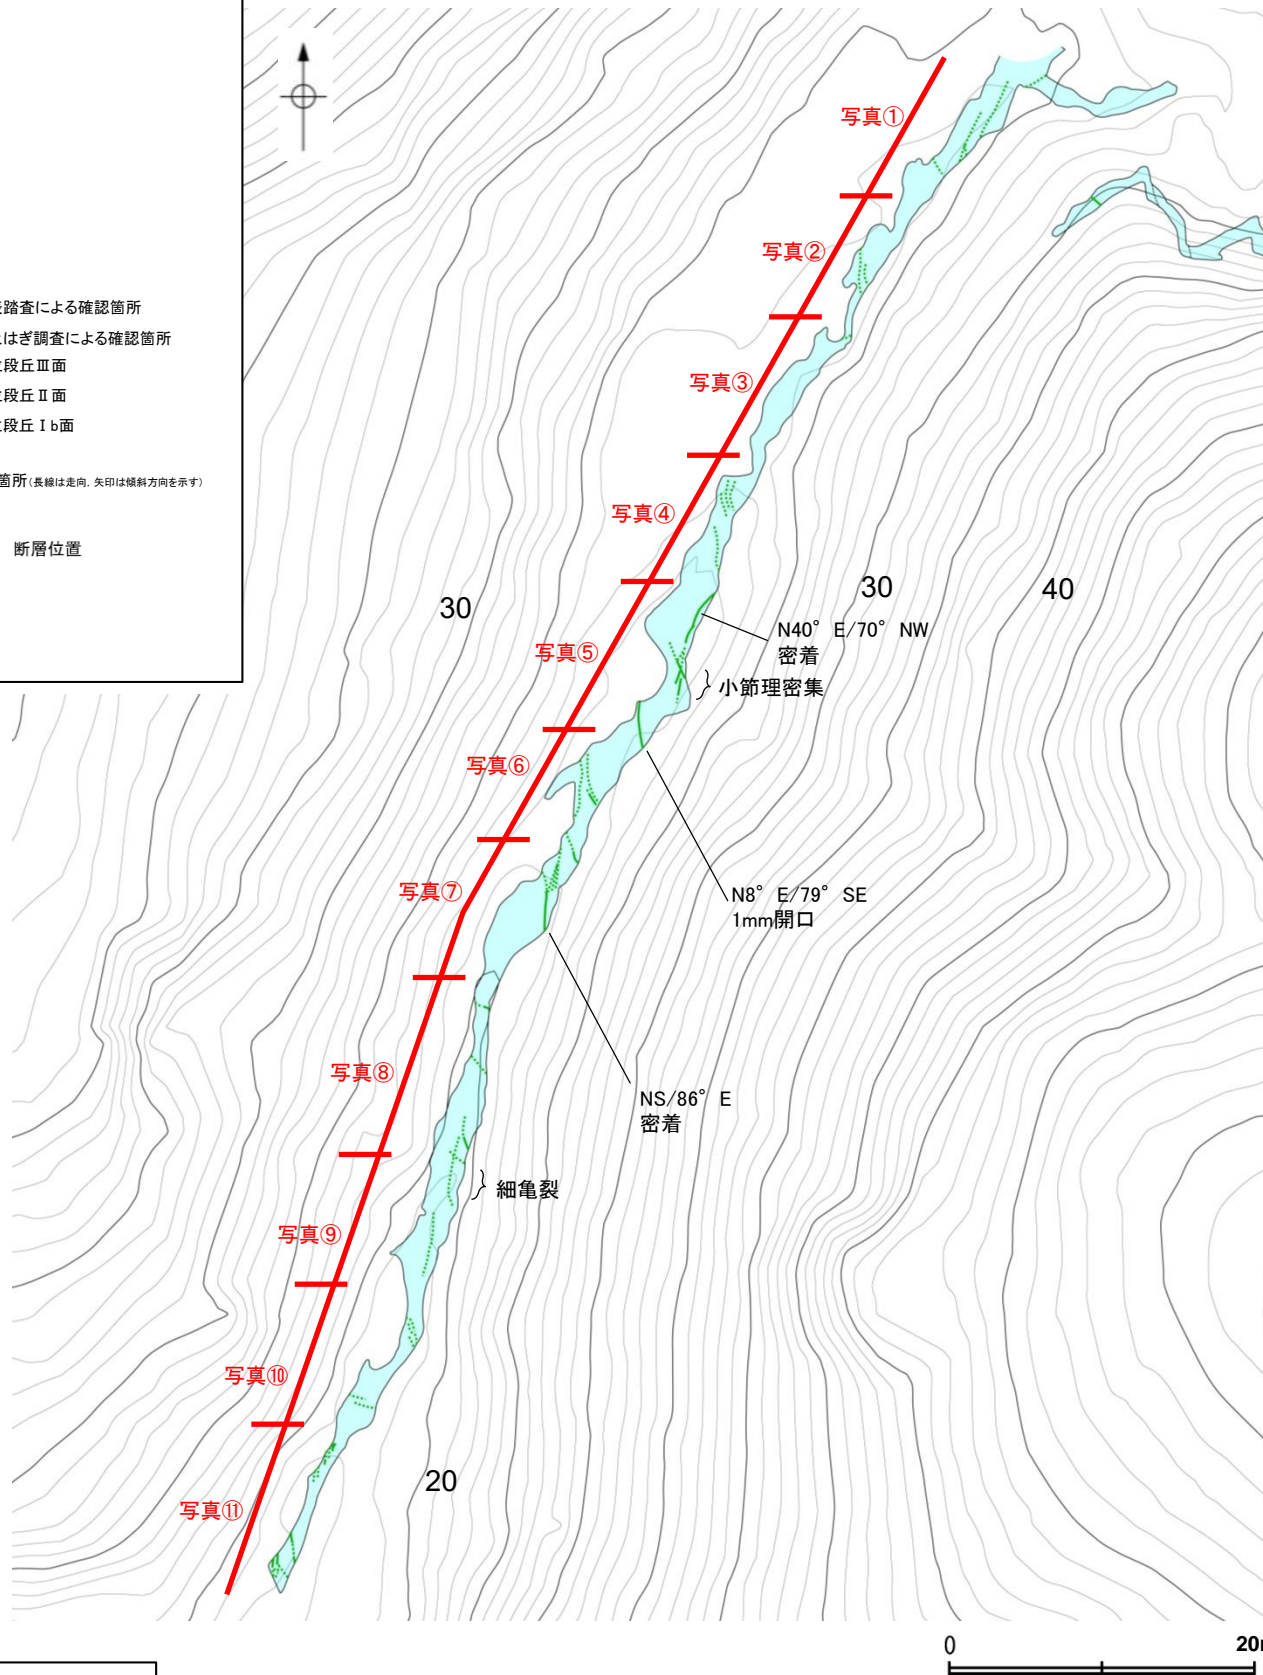 踏査による確認箇所
はぎ調査による確認箇所
段丘Ⅲ面
段丘Ⅱ面
段丘Ⅰb面
箇所(長線は走向,矢印は傾斜方向を示す)
断層位置
写真①
写真②
写真③
写真④
30
30
40
N40°E/70°NW
密着
写真⑤
}小節理密集
写真⑥
写真⑦
N8°E/79°SE
1mm開口
写真⑧
NS/86°E
密着
}細亀裂
写真⑨
写真⑩
20
写真⑪
0
20